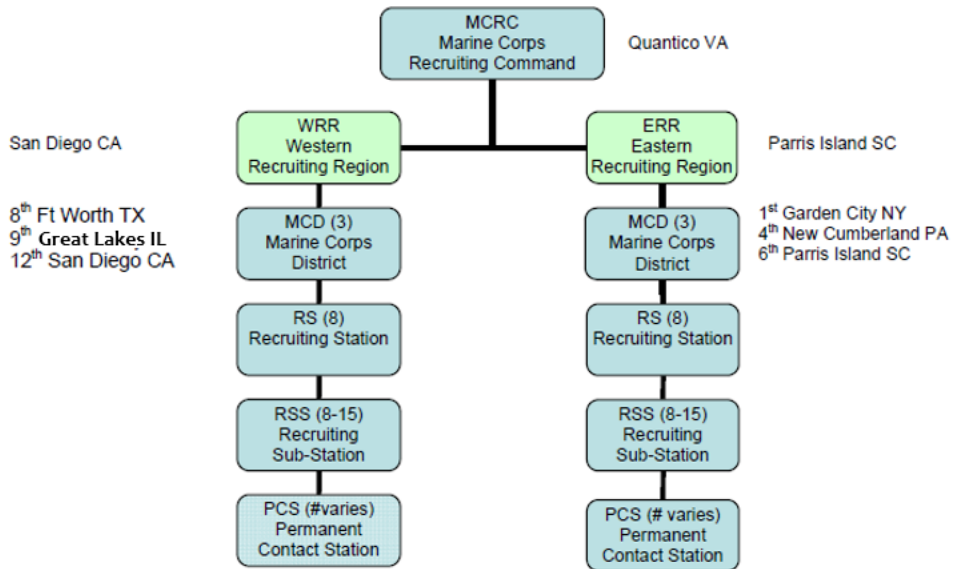 MCRC
Marine Corps
Recruiting Command
Quantico VA
San Diego CA
WRR
Western
Recruiting Region
ERR
Eastern
Recruiting Region
Parris Island SC
8th Ft Worth TX
9th Great Lakes IL
12th San Diego CA
MCD (3)
Marine Corps
District
MCD (3)
Marine Corps
District
1st Garden City NY
4th New Cumberland PA
6th Parris Island SC
RS (8)
Recruiting Station
RS (8)
Recruiting Station
RSS (8-15)
Recruiting
Sub-Station
RSS (8-15)
Recruiting
Sub-Station
PCS (#varies)
Permanent
Contact Station
PCS (# varies)
Permanent
Contact Station